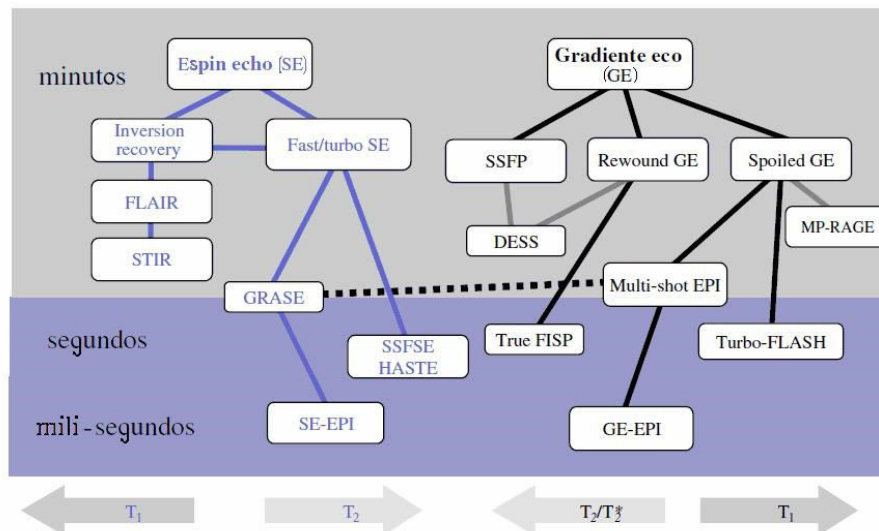 Espin echo (SE)
Gradiente eco
(GE)
minutos
Inversion
recovery
Fast/turbo SE
SSFP
Rewound GE
Spoiled GE
FLAIR
MP-RAGE
DESS
STIR
GRASE
Multi-shot EPI
segundos
SSFSE
HASTE
True FISP
Turbo-FLASH
mili-segundos
SE-EPI
GE-EPI
T₁
T₂
T₂/T₂*
T₁